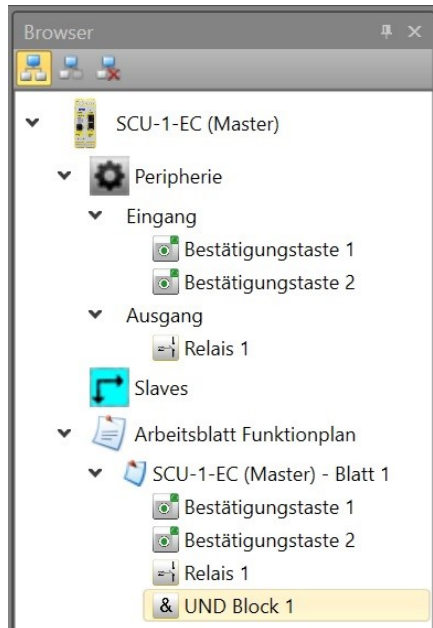 Browser
SCU-1-EC (Master)
Peripherie
Eingang
Bestätigungstaste 1
Bestätigungstaste 2
Ausgang
Relais 1
Slaves
Arbeitsblatt Funktionplan
SCU-1-EC (Master) - Blatt 1
Bestätigungstaste 1
Bestätigungstaste 2
Relais 1
& UND Block 1